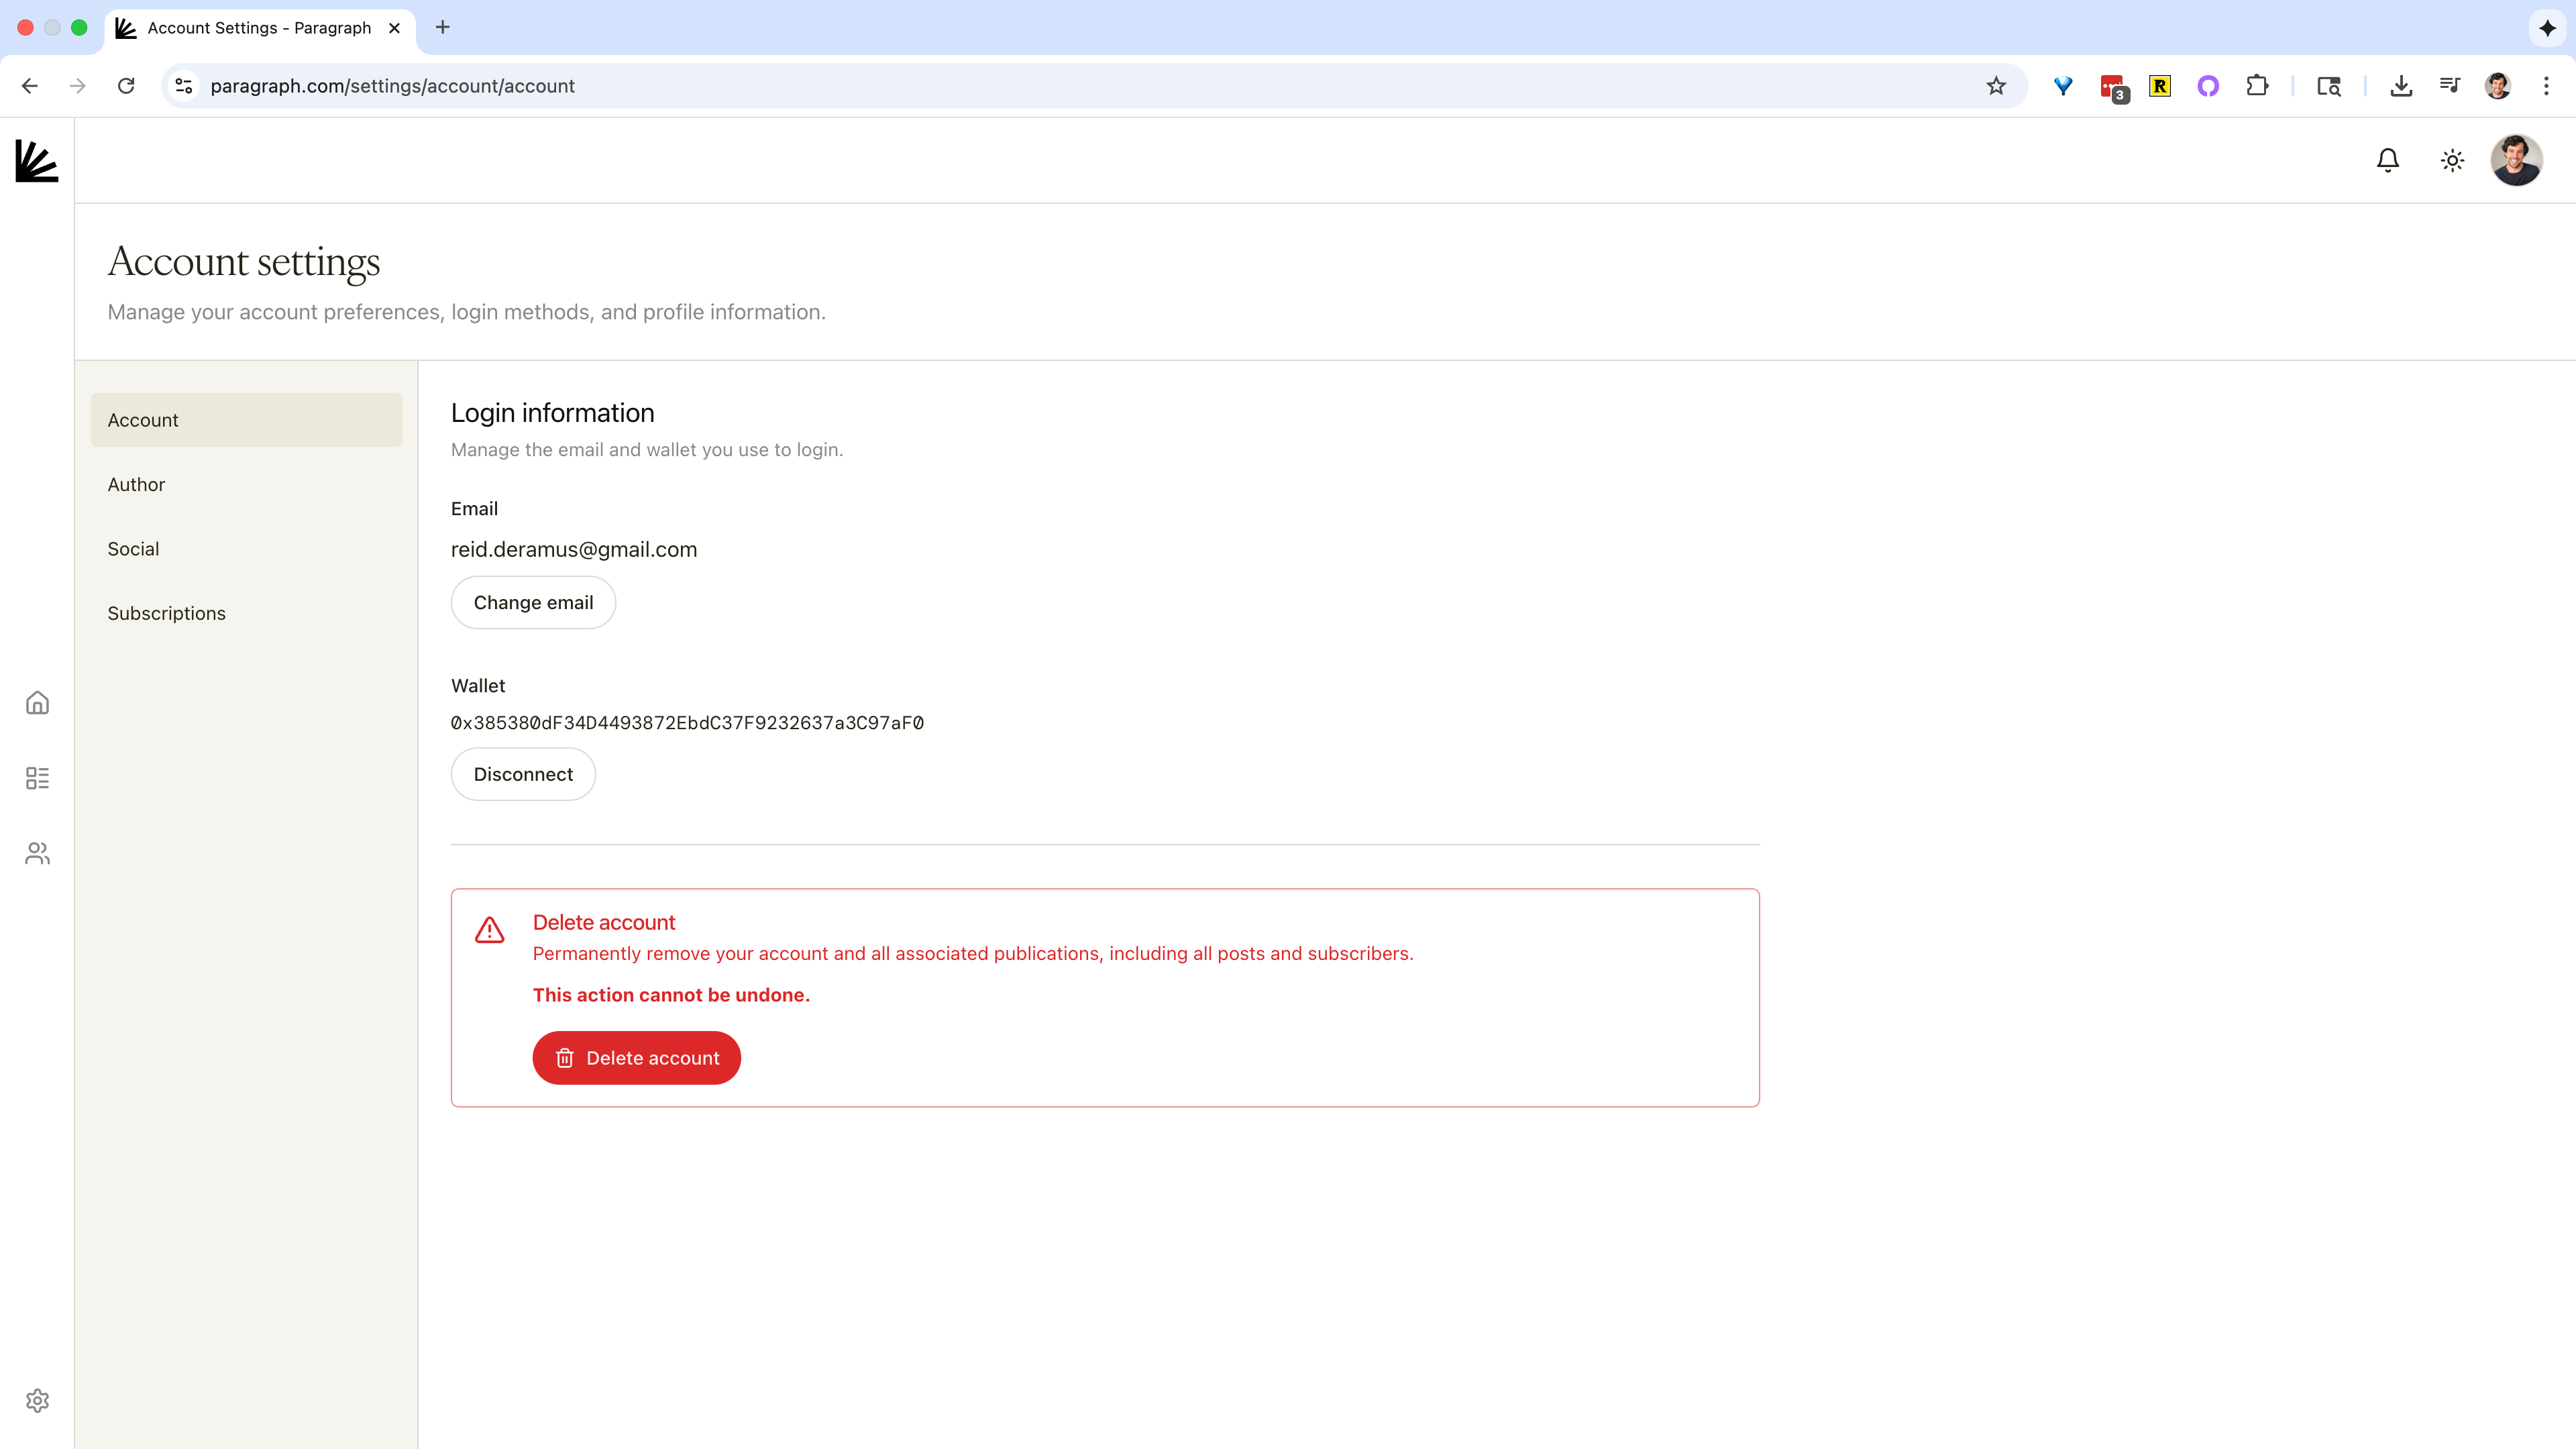 Account Settings - Paragraph
paragraph.com/settings/account/account
3
R
Account settings
Manage your account preferences, login methods, and profile information.
Account
Author
Social
Subscriptions
Login information
Manage the email and wallet you use to login.
Email
reid.deramus@gmail.com
Change email
Wallet
0x385380dF34D4493872EbdC37F9232637a3C97aF0
Disconnect
Delete account
Permanently remove your account and all associated publications, including all posts and subscribers.
This action cannot be undone.
Delete account